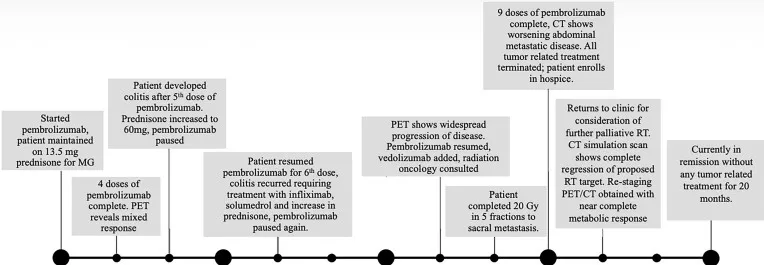 Started
pembrolizumab,
patient maintained
on 13.5 mg
prednisone for MG
4 doses of
pembrolizumab
complete. PET
reveals mixed
response
Patient developed
colitis after 5th dose of
pembrolizumab.
Prednisone increased to
60mg, pembrolizumab
paused
Patient resumed
pembrolizumab for 6th dose,
colitis recurred requiring
treatment with infliximab,
solumedrol and increase in
prednisone, pembrolizumab
paused again.
PET shows widespread
progression of disease.
Pembrolizumab resumed,
vedolizumab added, radiation
oncology consulted
Patient
completed 20 Gy
in 5 fractions to
sacral metastasis.
9 doses of pembrolizumab
complete, CT shows
worsening abdominal
metastatic disease. All
tumor related treatment
terminated; patient enrolls
in hospice.
Returns to clinic for
consideration of
further palliative RT.
CT simulation scan
shows complete
regression of proposed
RT target. Re-staging
PET/CT obtained with
near complete
metabolic response
Currently in
remission without
any tumor related
treatment for 20
months.